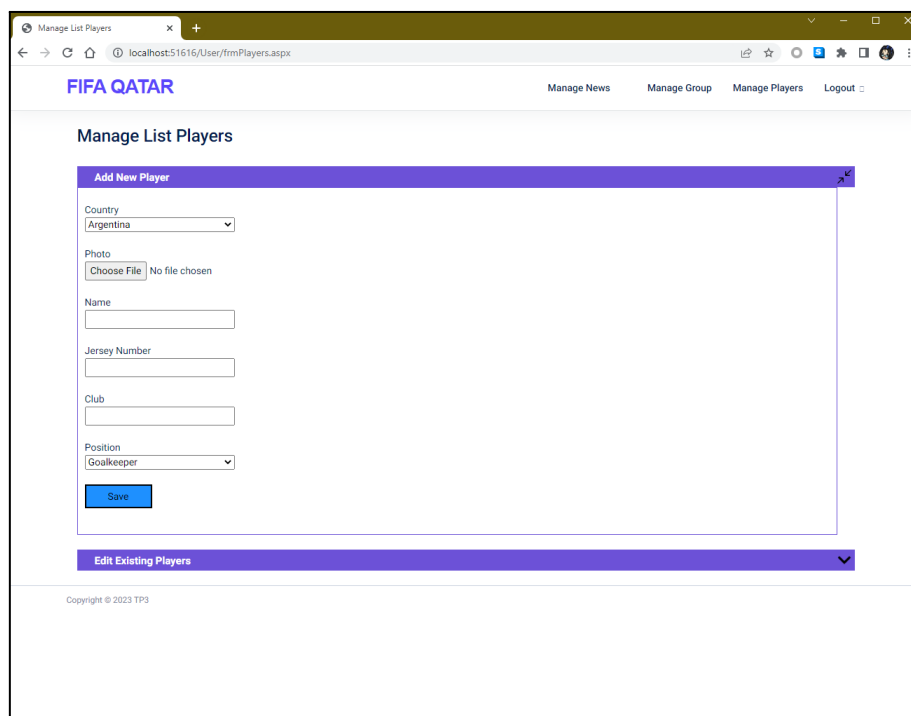 Manage List Players
localhost:51616/User/frmPlayers.aspx
FIFA QATAR
Manage News Manage Group Manage Players Logout
Manage List Players
Add New Player
Country
Argentina
Photo
Choose File No file chosen
Name
Jersey Number
Club
Position
Goalkeeper
Save
Edit Existing Players
Copyright © 2023 TP3